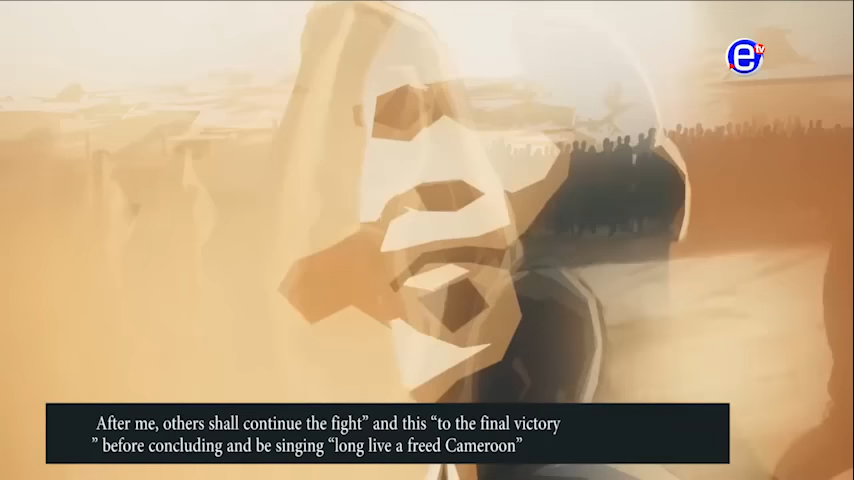 e
tv
After me, others shall continue the fight” and this “to the final victory
” before concluding and be singing “long live a freed Cameroon”